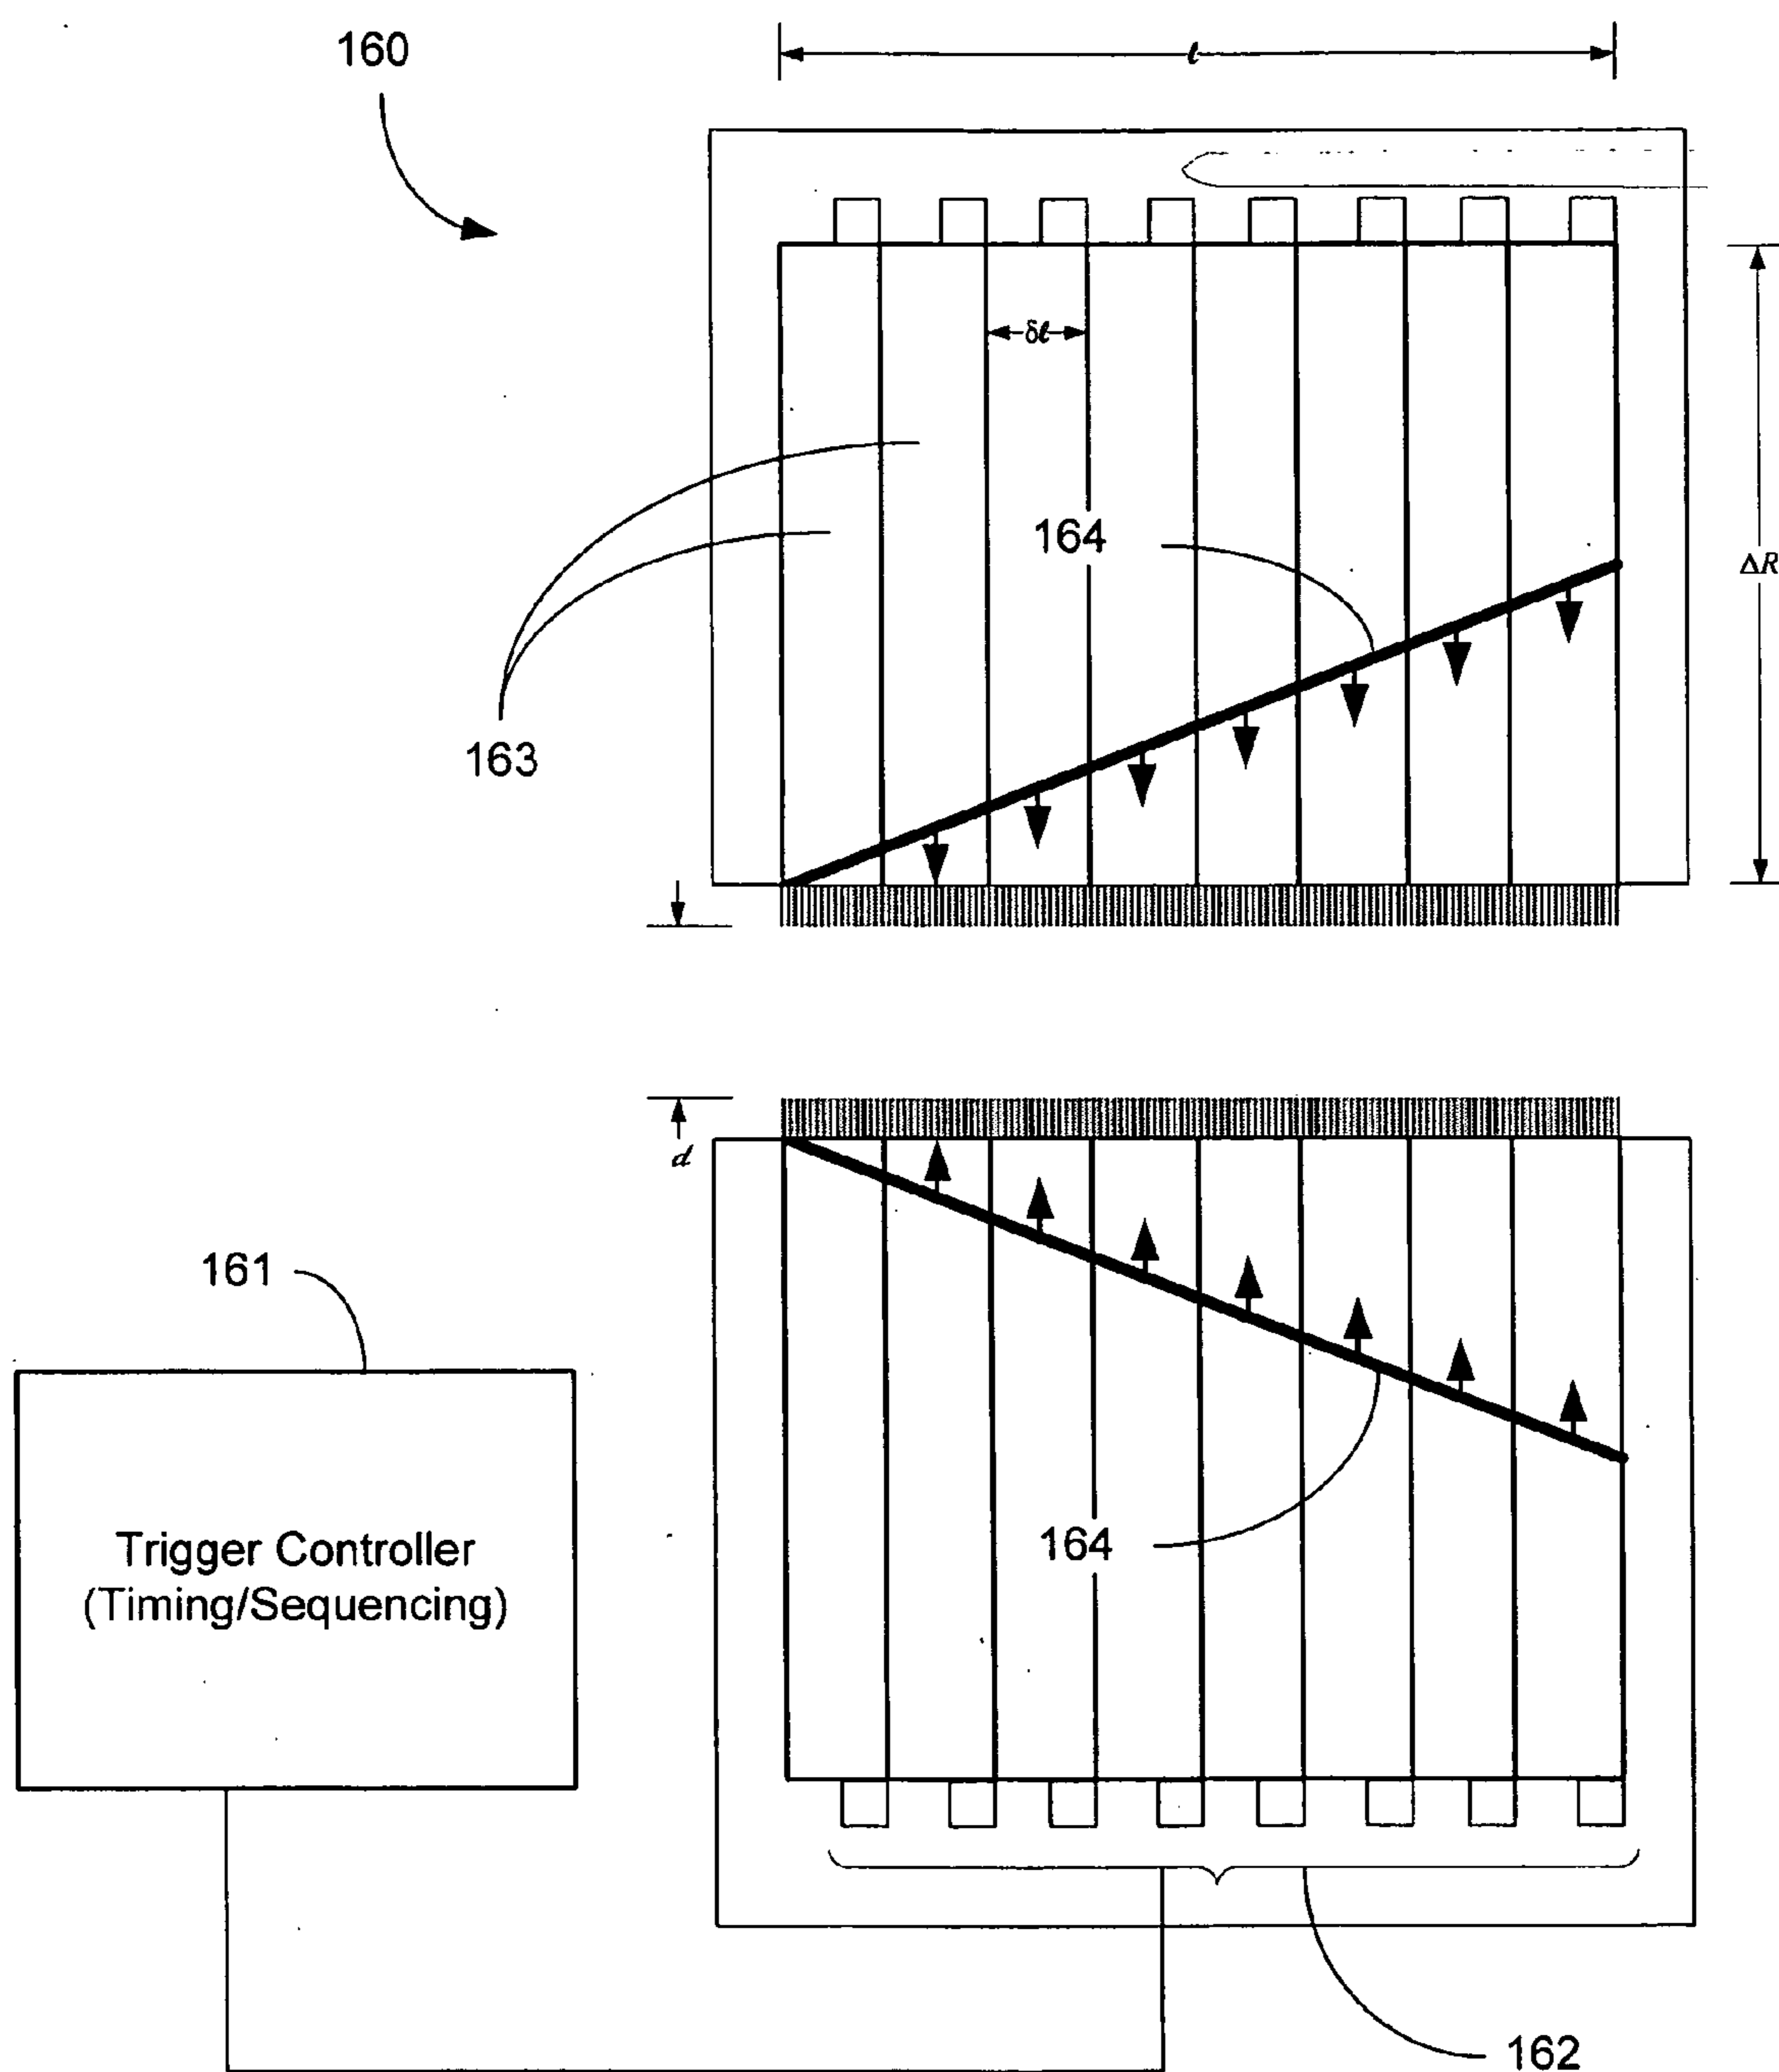 160
ℓ
δℓ
164
ΔR
163
d
161
Trigger Controller
(Timing/Sequencing)
164
162